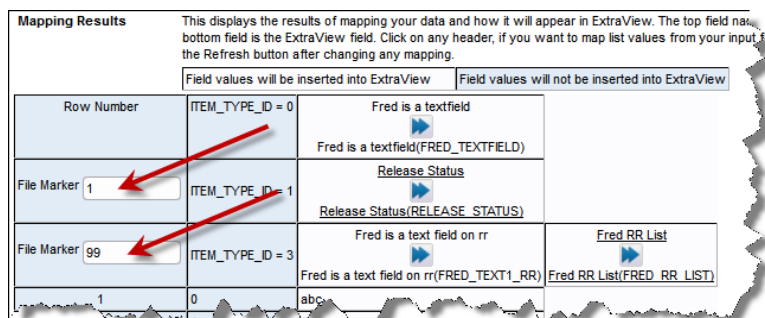 Mapping Results
This displays the results of mapping your data and how it will appear in ExtraView. The top field
bottom field is the ExtraView field. Click on any header, if you want to map list values from your input
the Refresh button after changing any mapping.
Field values will be inserted into ExtraView Field values will not be inserted into ExtraView
Row Number ITEM_TYPE_ID = 0 Fred is a textfield
Fred is a textfield(FRED_TEXTFIELD)
File Marker 1 ITEM_TYPE_ID = 1 Release Status
Release Status(RELEASE_STATUS)
File Marker 99 ITEM_TYPE_ID = 3 Fred is a text field on rr Fred RR List
Fred is a text field on rr(FRED_TEXT1_RR) Fred RR List(FRED_RR_LIST)
1 0 abc